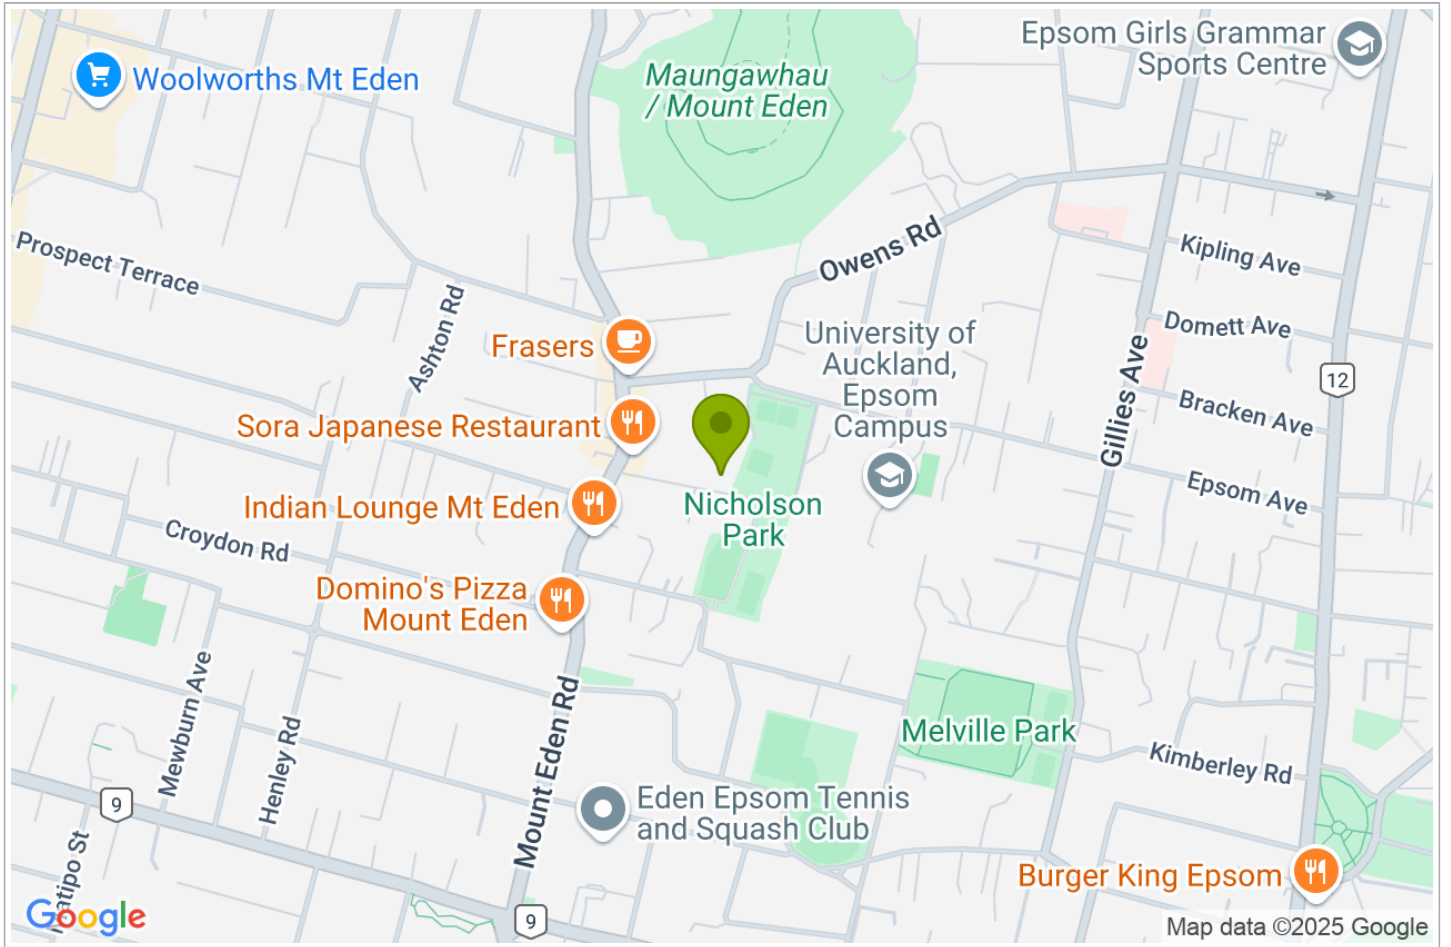 Epsom Girls Grammar
Sports Centre
Woolworths Mt Eden
Maungawhau
/ Mount Eden
Owens Rd
Kipling Ave
Prospect Terrace
Ashton Rd
Frasers
University of
Auckland,
Epsom
Campus
Domett Ave
Gillies Ave
12
Sora Japanese Restaurant
Bracken Ave
Indian Lounge Mt Eden
Nicholson
Park
Epsom Ave
Croydon Rd
Domino's Pizza
Mount Eden
Mewburn Ave
Henley Rd
Mount Eden Rd
Melville Park
Kimberley Rd
9
Eden Epsom Tennis
and Squash Club
atipo St
Burger King Epsom
9
Google
Map data ©2025 Google